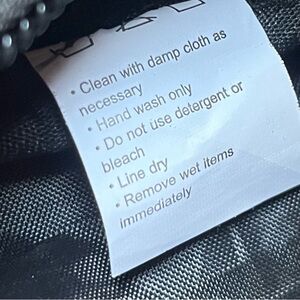 • Clean with damp cloth as
necessary
• Hand wash only
• Do not use detergent or
bleach
• Line dry
• Remove wet items
immediately